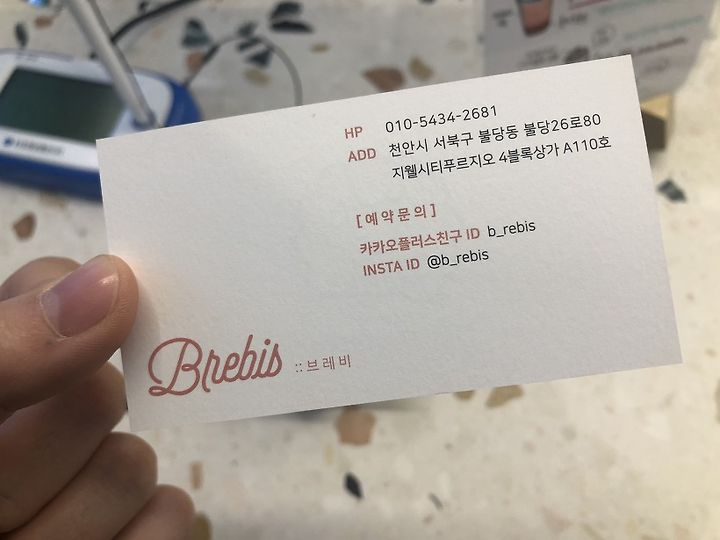 HP 010-5434-2681
ADD 천안시 서북구 불당동 불당26로80
지웰시티푸르지오 4블록상가 A110호
[예약문의]
카카오플러스친구 ID b_rebis
INSTA ID @b_rebis
Brebis :: 브레비